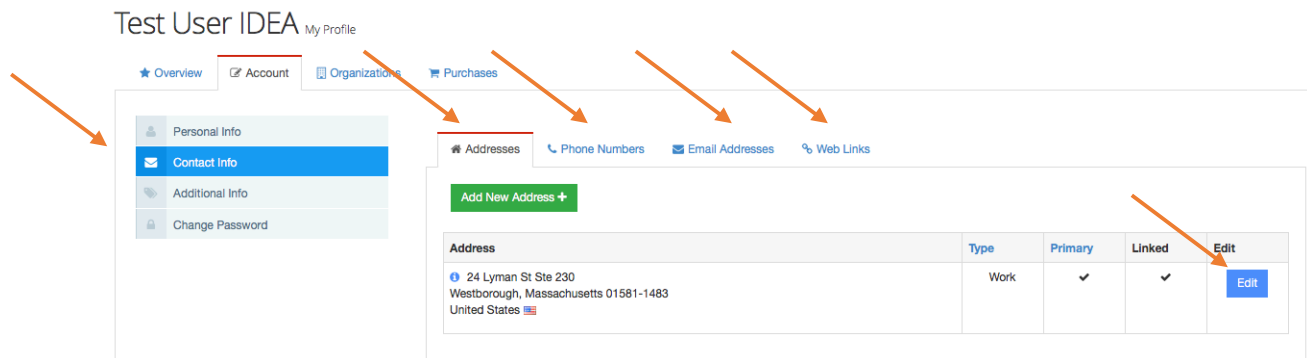 Test User IDEA My Profile
Overview Account Organizations Purchases
Personal Info
Contact Info
Additional Info
Change Password
Addresses Phone Numbers Email Addresses Web Links
Add New Address +
Address Type Primary Linked Edit
24 Lyman St Ste 230 Work Edit
Westborough, Massachusetts 01581-1483
United States